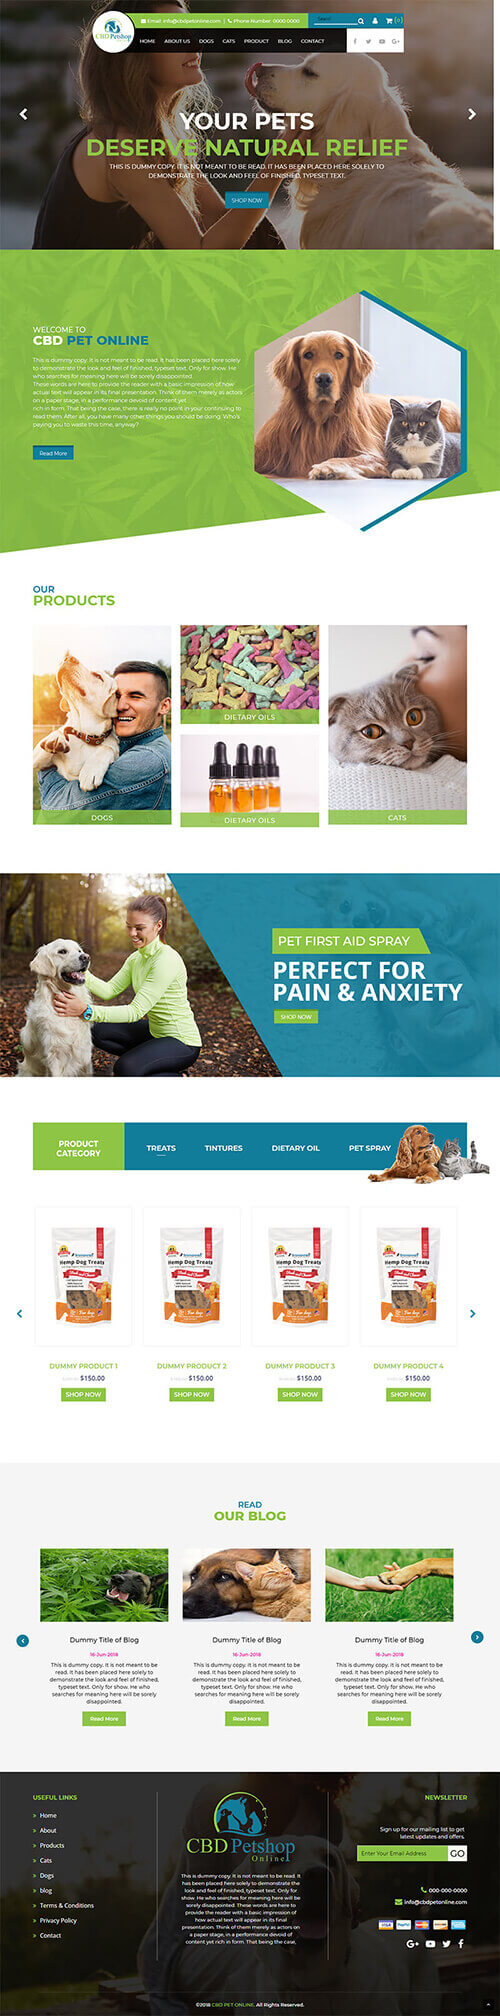 CBD Petshop
Online
Email: info@cbdpetonline.com | Phone Number: 0000-0000
Search
(0)
HOME ABOUT US DOGS CATS PRODUCT BLOG CONTACT
YOUR PETS
DESERVE NATURAL RELIEF
THIS IS DUMMY COPY. IT IS NOT MEANT TO BE READ. IT HAS BEEN PLACED HERE SOLELY TO
DEMONSTRATE THE LOOK AND FEEL OF FINISHED, TYPESET TEXT.
SHOP NOW
WELCOME TO
CBD PET ONLINE
This is dummy copy. It is not meant to be read. It has been placed here solely
to demonstrate the look and feel of finished, typeset text. Only for show. He
who searches for meaning here will be sorely disappointed.
These words are here to provide the reader with a basic impression of how
actual text will appear in its final presentation. Think of them merely as actors
on a paper stage, in a performance devoid of content yet
rich in form. That being the case, there is really no point in your continuing to
read them. After all, you have many other things you should be doing. Who's
paying you to waste this time, anyway?
Read More
OUR
PRODUCTS
DOGS
DIETARY OILS
DIETARY OILS
CATS
PET FIRST AID SPRAY
PERFECT FOR
PAIN & ANXIETY
SHOP NOW
PRODUCT
CATEGORY
TREATS TINTURES DIETARY OIL PET SPRAY
Hemp Dog Treats
Hemp Dog Treats
Hemp Dog Treats
Hemp Dog Treats
DUMMY PRODUCT 1 DUMMY PRODUCT 2 DUMMY PRODUCT 3 DUMMY PRODUCT 4
$150.00 $150.00 $150.00 $150.00
SHOP NOW SHOP NOW SHOP NOW SHOP NOW
READ
OUR BLOG
Dummy Title of Blog
16-Jun-2018
This is dummy copy. It is not meant to be
read. It has been placed here solely to
demonstrate the look and feel of finished,
typeset text. Only for show. He who
searches for meaning here will be sorely
disappointed.
Read More
Dummy Title of Blog
16-Jun-2018
This is dummy copy. It is not meant to be
read. It has been placed here solely to
demonstrate the look and feel of finished,
typeset text. Only for show. He who
searches for meaning here will be sorely
disappointed.
Read More
Dummy Title of Blog
16-Jun-2018
This is dummy copy. It is not meant to be
read. It has been placed here solely to
demonstrate the look and feel of finished,
typeset text. Only for show. He who
searches for meaning here will be sorely
disappointed.
Read More
USEFUL LINKS
Home
About
Products
Cats
Dogs
blog
Terms & Conditions
Privacy Policy
Contact
CBD Petshop
Online
This is dummy copy. It is not meant to be read. It
has been placed here solely to demonstrate the
look and feel of finished, typeset text. Only for
show. He who searches for meaning here will be
sorely disappointed. These words are here to
provide the reader with a basic impression of
how actual text will appear in its final
presentation. Think of them merely as actors on
a paper stage, in a performance devoid of
content yet rich in form. That being the case,
NEWSLETTER
Sign up for our mailing list to get
latest updates and offers.
Enter Your Email Address GO
000-000-0000
info@cbdpetonline.com
©2018 CBD PET ONLINE. All Rights Reserved.